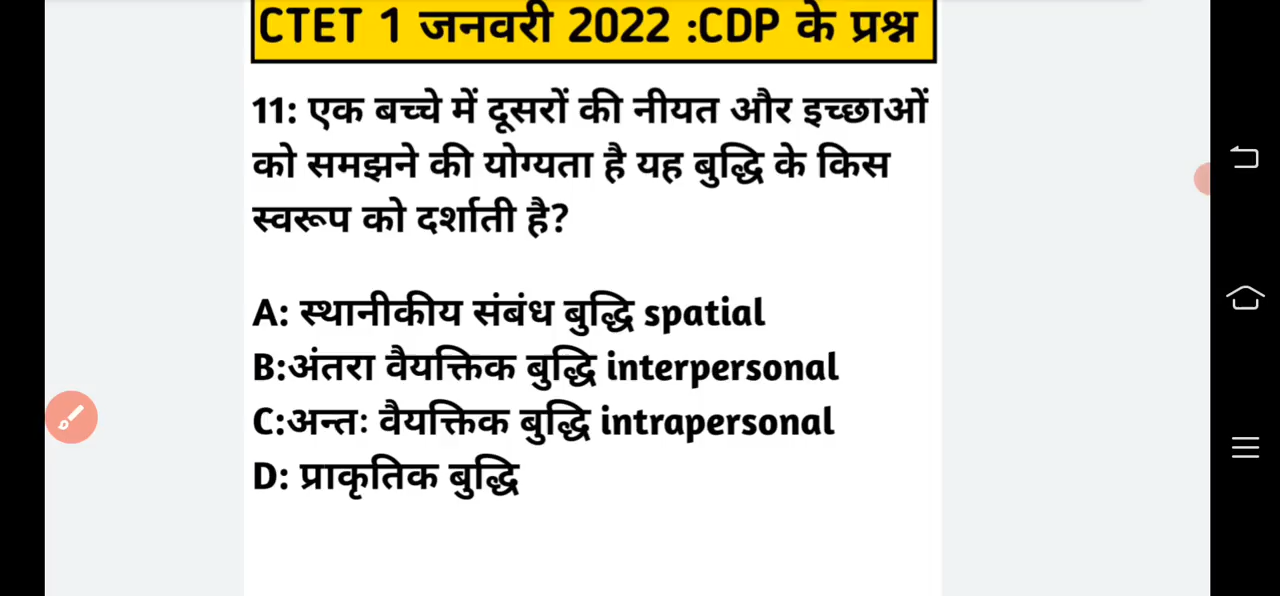 CTET 1 जनवरी 2022 :CDP के प्रश्न
11: एक बच्चे में दूसरों की नीयत और इच्छाओं
को समझने की योग्यता है यह बुद्धि के किस
स्वरूप को दर्शाती है?
A: स्थानीकीय संबंध बुद्धि spatial
B:अंतरा वैयक्तिक बुद्धि interpersonal
C:अन्तः वैयक्तिक बुद्धि intrapersonal
D: प्राकृतिक बुद्धि